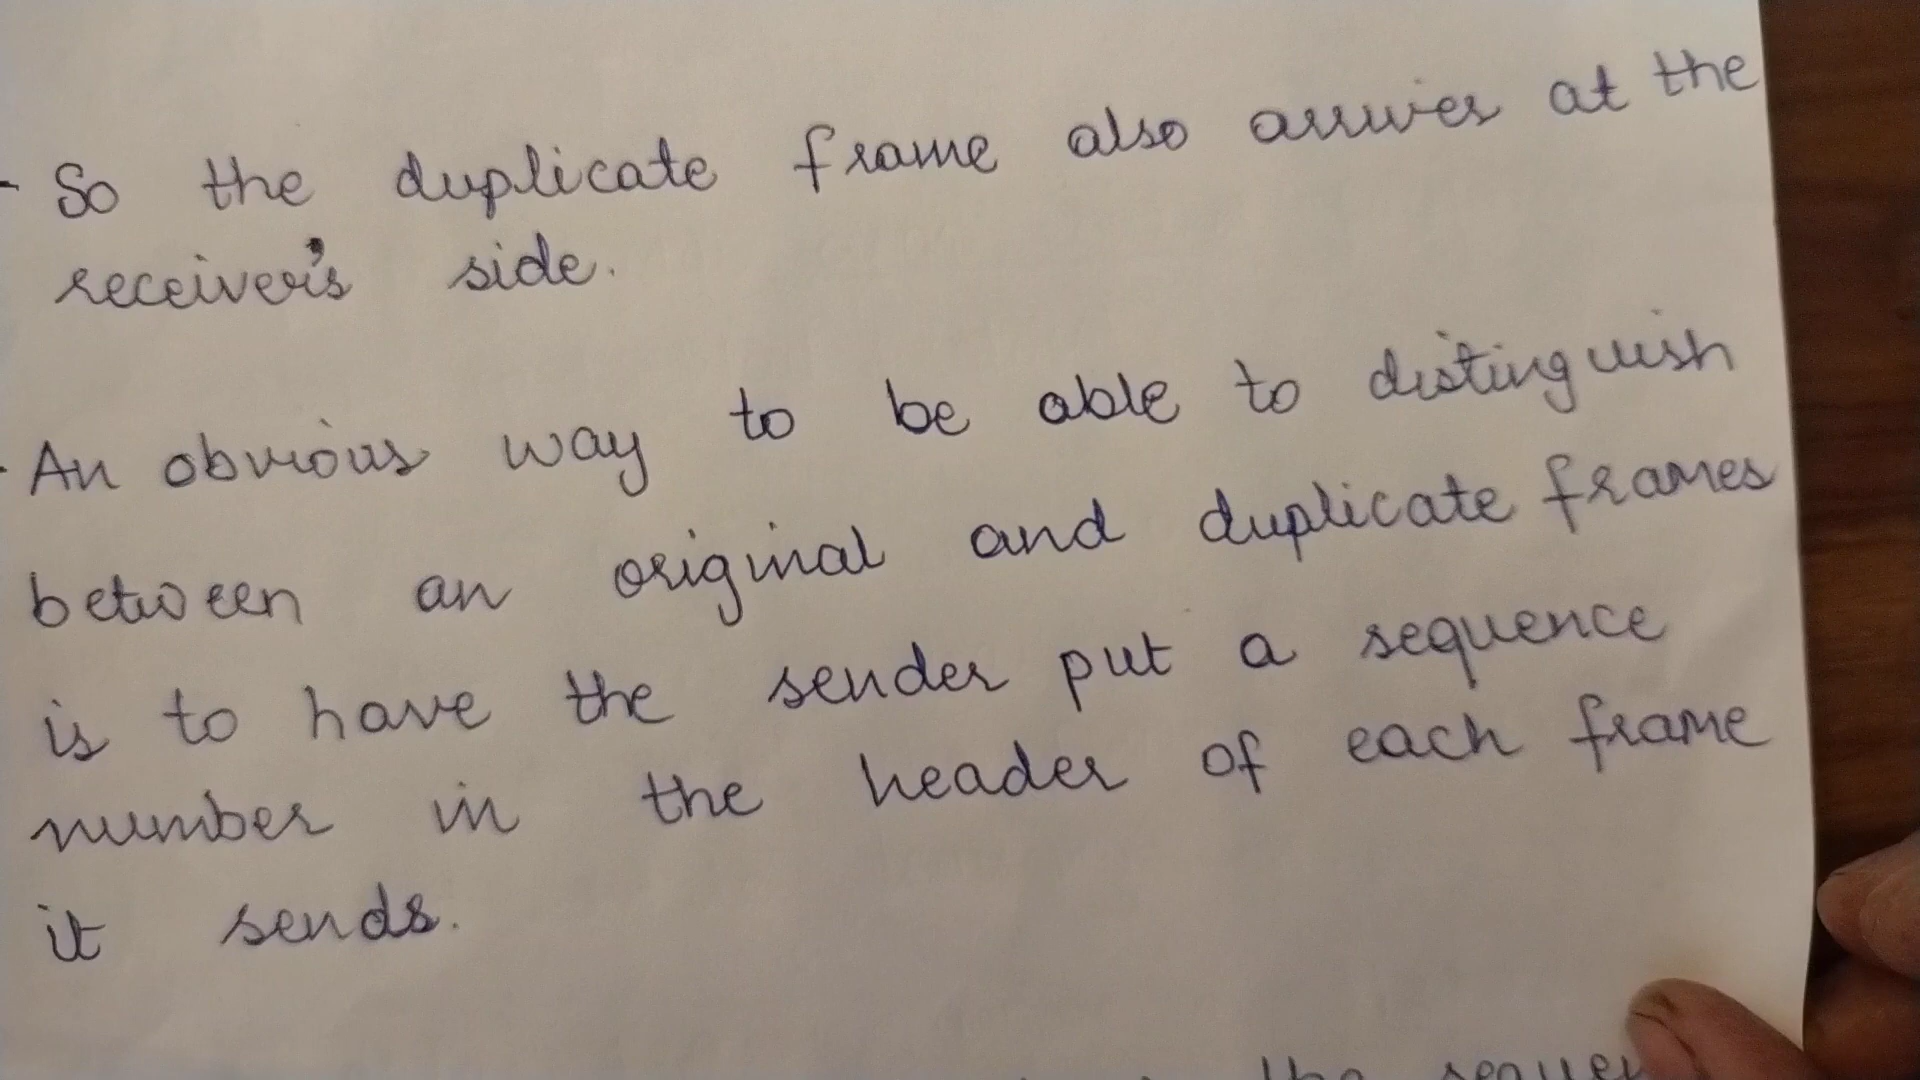 - So the duplicate frame also arrives at the
receiver's side.
- An obvious way to be able to distinguish
between an original and duplicate frames
is to have the sender put a sequence
number in the header of each frame
it sends.
the